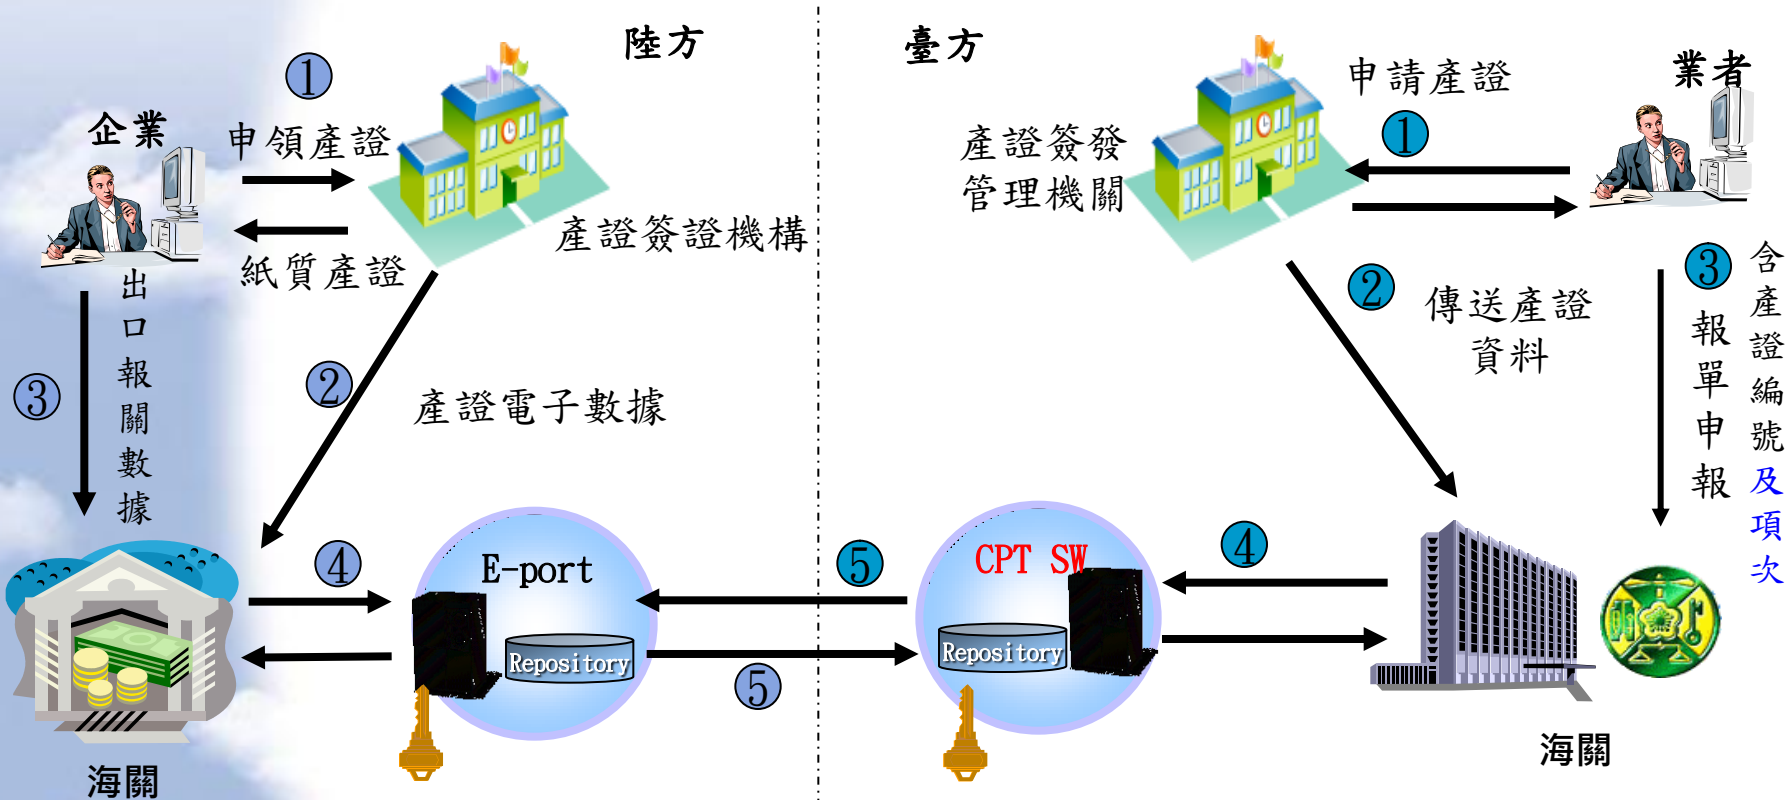 陸方
①
企業
申領產證
紙質產證
產證簽證機構
出口報關數據
③
②
產證電子數據
④
E-port
Repository
⑤
海關
臺方
業者
申請產證
①
產證簽發
管理機關
②
傳送產證
資料
③
報單申報
含產證編號及項次
⑤
CPT SW
Repository
④
海關